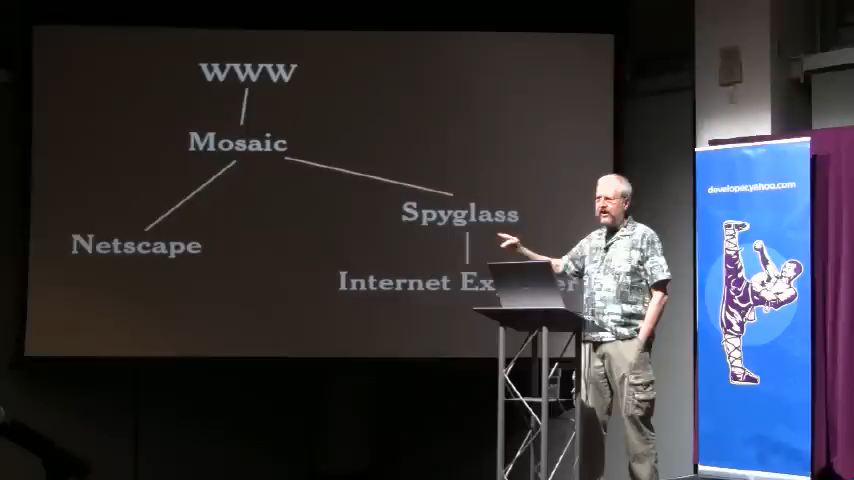 WWW
Mosaic
Spyglass
Netscape
Internet
developer.yahoo.com